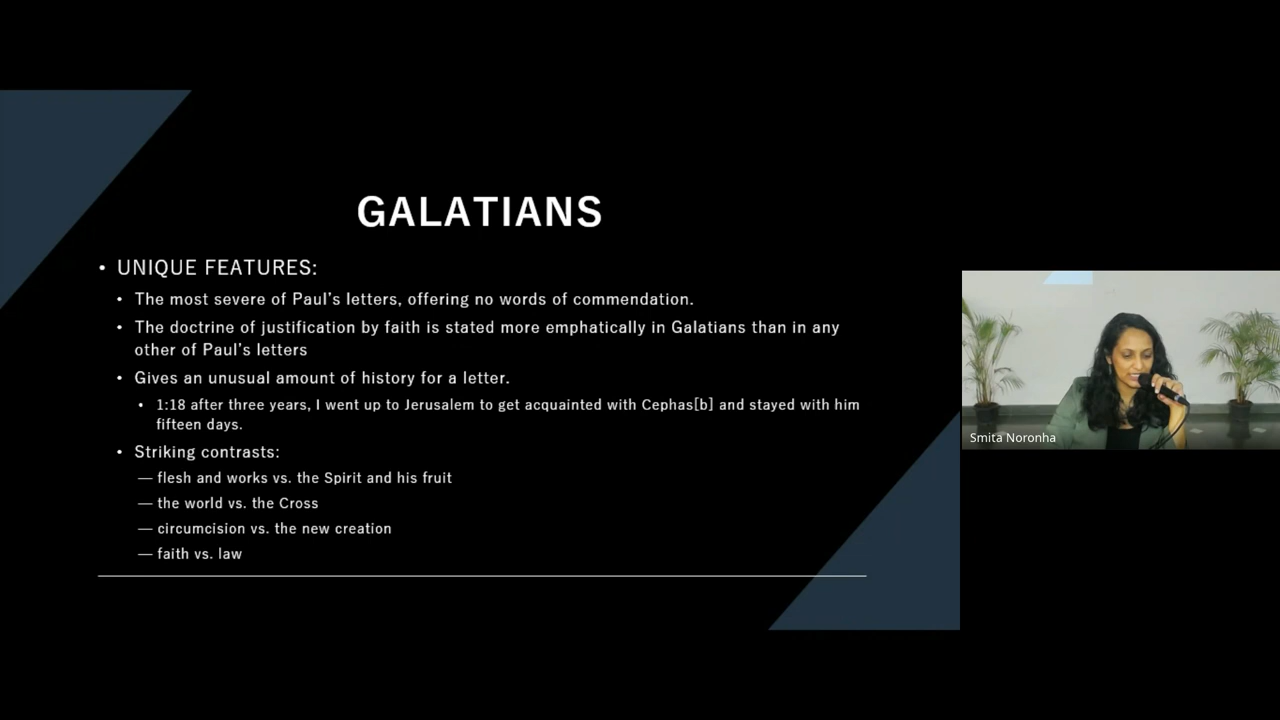 GALATIANS
• UNIQUE FEATURES:
• The most severe of Paul's letters, offering no words of commendation.
• The doctrine of justification by faith is stated more emphatically in Galatians than in any
other of Paul's letters
• Gives an unusual amount of history for a letter.
• 1:18 after three years, I went up to Jerusalem to get acquainted with Cephas[b] and stayed with him
fifteen days.
• Striking contrasts:
— flesh and works vs. the Spirit and his fruit
— the world vs. the Cross
— circumcision vs. the new creation
— faith vs. law
Smita Noronha